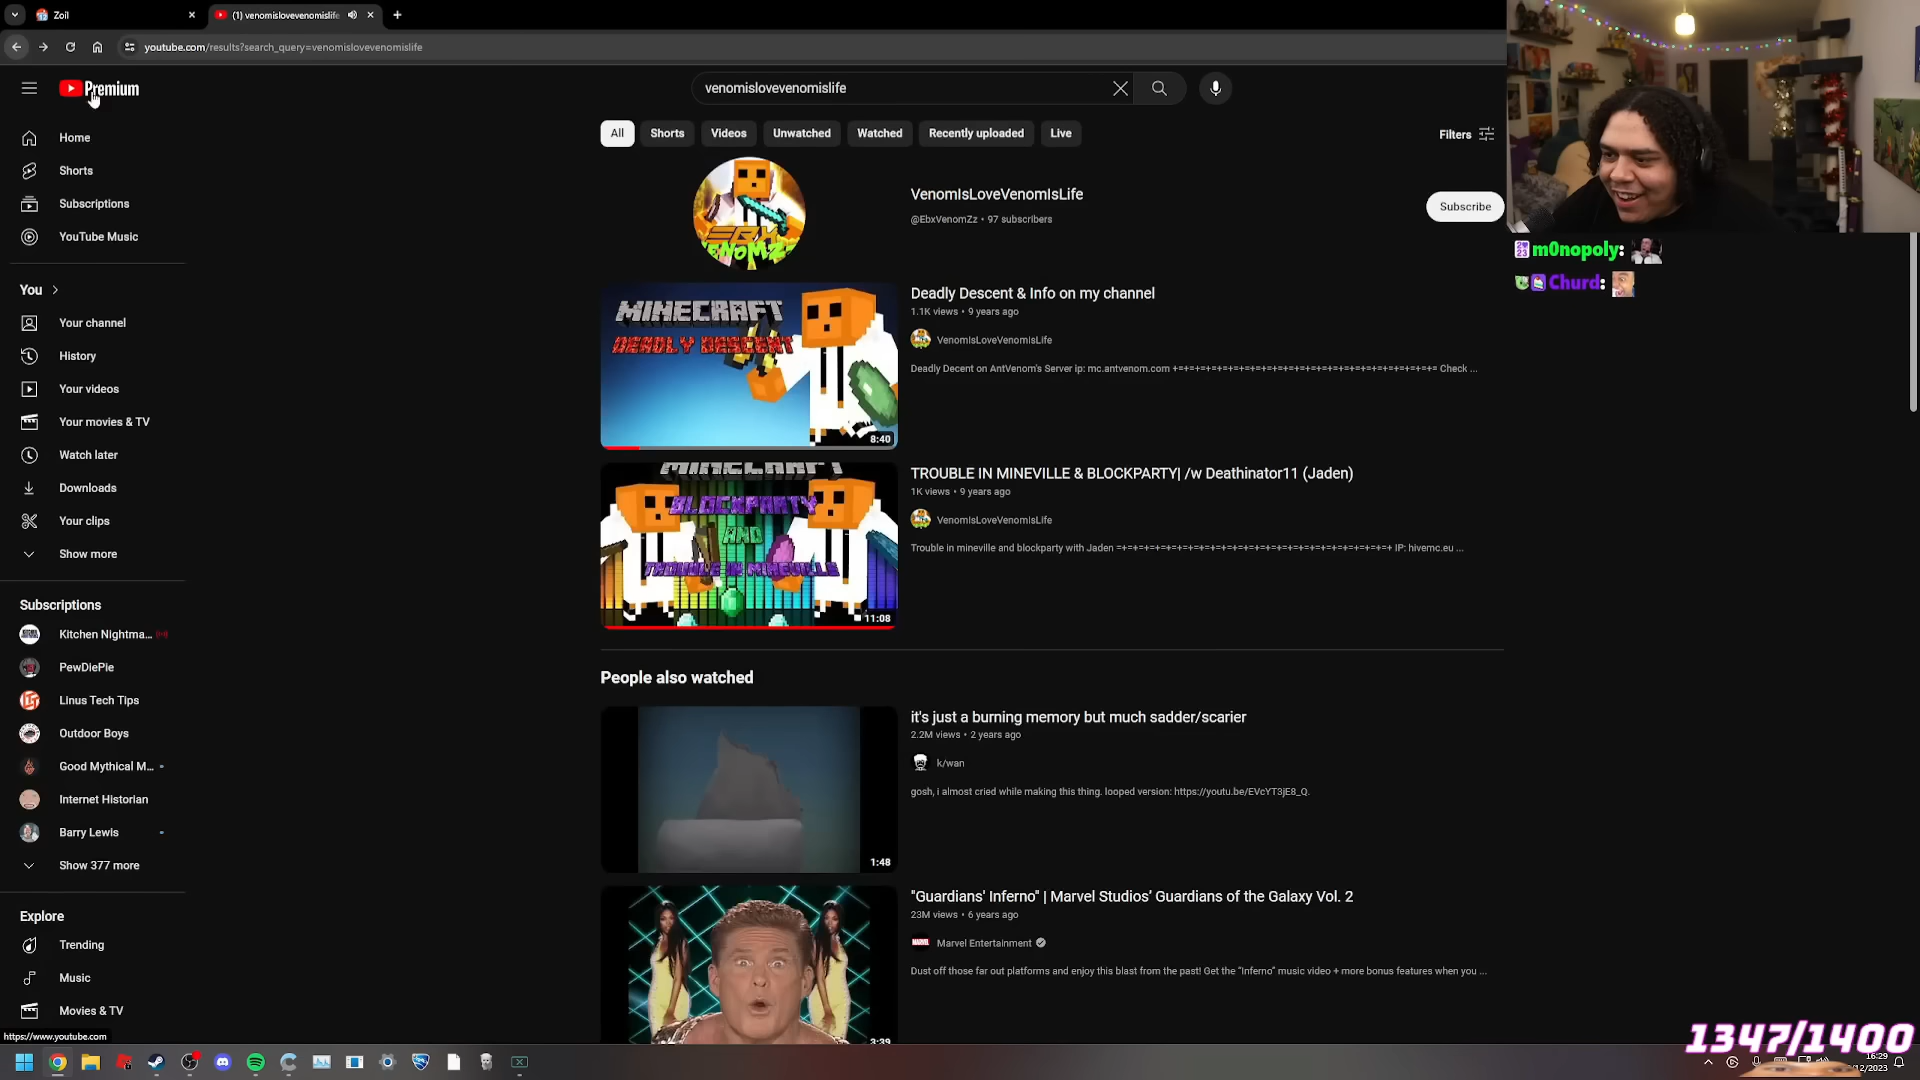 Zoil
(1) venomislovevenomislife
youtube.com/results?search_query=venomislovevenomislife
Premium
venomislovevenomislife
Home
Shorts
Subscriptions
YouTube Music
You
Your channel
History
Your videos
Your movies & TV
Watch later
Downloads
Your clips
Show more
Subscriptions
Kitchen Nightma...
PewDiePie
Linus Tech Tips
Outdoor Boys
Good Mythical M...
Internet Historian
Barry Lewis
Show 377 more
Explore
Trending
Music
Movies & TV
https://www.youtube.com
All
Shorts
Videos
Unwatched
Watched
Recently uploaded
Live
Filters
EBX
VENOMZZ
VenomIsLoveVenomIsLife
@EbxVenomZz • 97 subscribers
Subscribe
MINECRAFT
DEADLY DESCENT
8:40
Deadly Descent & Info on my channel
1.1K views • 9 years ago
VenomIsLoveVenomIsLife
Deadly Decent on AntVenom's Server ip: mc.antvenom.com +=+=+=+=+=+=+=+=+=+=+=+=+=+=+=+=+=+=+=+=+= Check ...
MINECRAFT
BLOCKPARTY
AND
TROUBLE IN MINEVILLE
11:08
TROUBLE IN MINEVILLE & BLOCKPARTY| /w Deathinator11 (Jaden)
1K views • 9 years ago
VenomIsLoveVenomIsLife
Trouble in mineville and blockparty with Jaden =+=+=+=+=+=+=+=+=+=+=+=+=+=+=+=+=+=+=+=+=+=+ IP: hivemc.eu ...
People also watched
1:48
it's just a burning memory but much sadder/scarier
2.2M views • 2 years ago
k/wan
gosh, i almost cried while making this thing. looped version: https://youtu.be/EVcYT3jE8_Q.
3:39
"Guardians' Inferno" | Marvel Studios' Guardians of the Galaxy Vol. 2
23M views • 6 years ago
MARVEL
Marvel Entertainment
Dust off those far out platforms and enjoy this blast from the past! Get the "Inferno" music video + more bonus features when you ...
m0nopoly:
Churd:
1347/1400
16:29
/12/2023